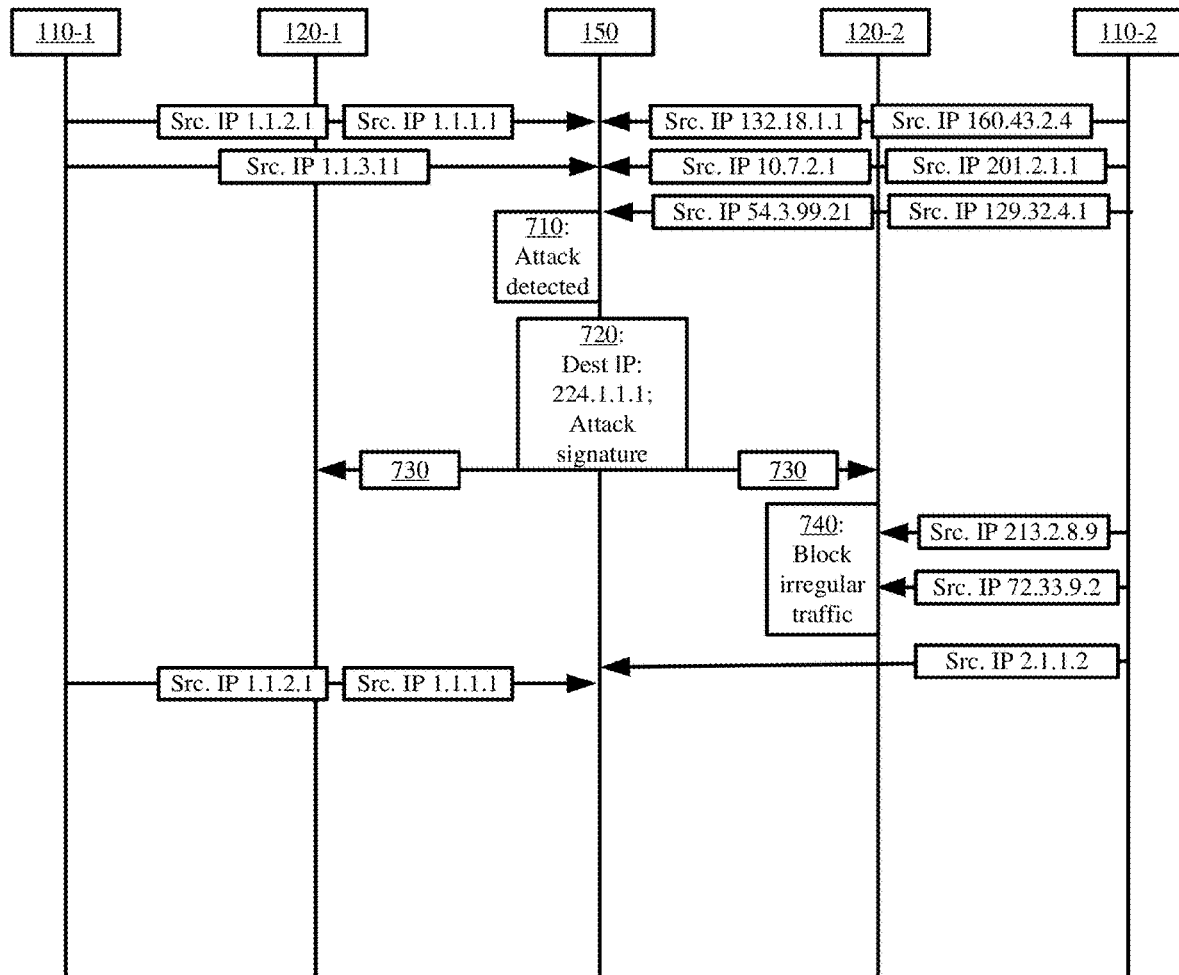 110-1 120-1 150 120-2 110-2
Src. IP 1.1.2.1 Src. IP 1.1.1.1 Src. IP 132.18.1.1 Src. IP 160.43.2.4
Src. IP 1.1.3.11 Src. IP 10.7.2.1 Src. IP 201.2.1.1
Src. IP 54.3.99.21 Src. IP 129.32.4.1
710:
Attack
detected
720:
Dest IP:
224.1.1.1;
Attack
signature
730 730
740:
Block
irregular
traffic
Src. IP 213.2.8.9
Src. IP 72.33.9.2
Src. IP 2.1.1.2
Src. IP 1.1.2.1 Src. IP 1.1.1.1